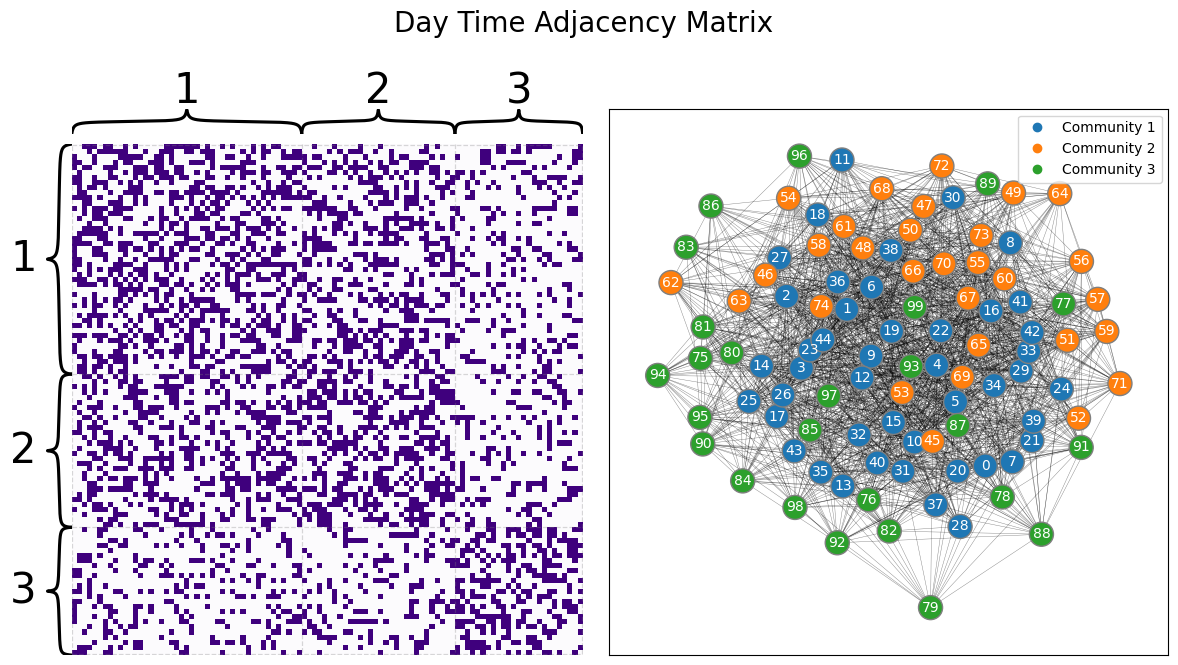 Day Time Adjacency Matrix
1 2 3
1
2
3
Community 1
Community 2
Community 3
96 11 72 89 49 64
54 68 30 47
86 18 61 50 73 8
83 58 48 38
27 46 66 70 55 56
62 63 2 36 6 60
74 1 99 67 16 41 77 57
81 44 19 22 42 59
75 80 23 9 65 33 51
94 14 3 12 93 4 29 71
25 26 97 53 69 34 24
95 17 85 15 5 39 52
90 43 32 10 45 87 21 91
84 35 13 40 31 20 0 7
98 76 37 78
92 82 28 88
79